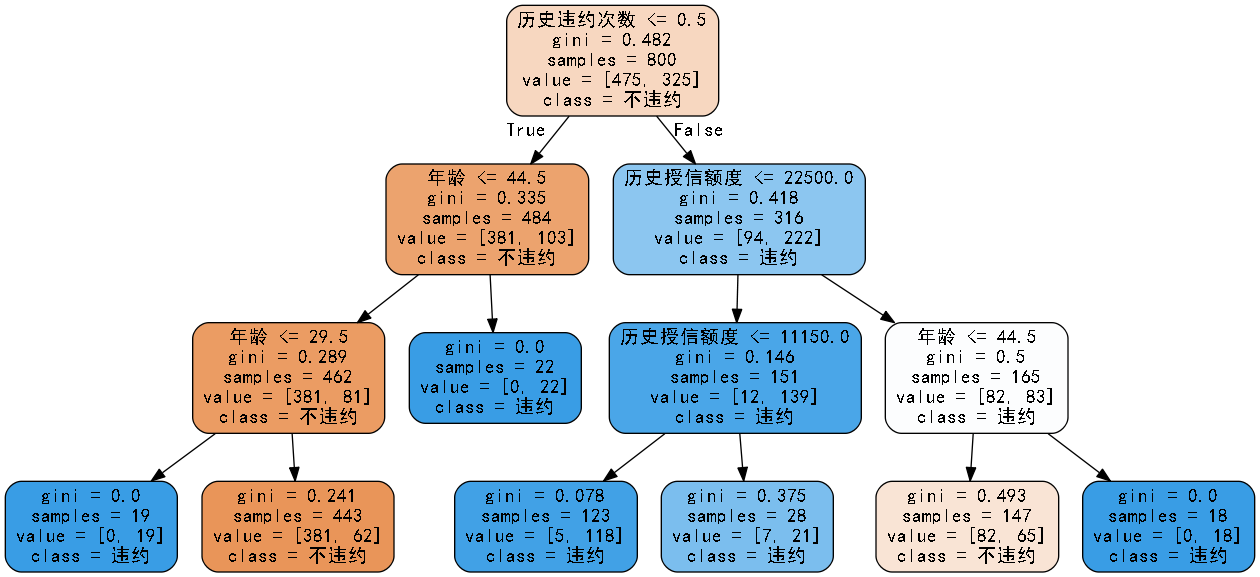 历史违约次数 <= 0.5
gini = 0.482
samples = 800
value = [475, 325]
class = 不违约
True
False
年龄 <= 44.5
gini = 0.335
samples = 484
value = [381, 103]
class = 不违约
历史授信额度 <= 22500.0
gini = 0.418
samples = 316
value = [94, 222]
class = 违约
年龄 <= 29.5
gini = 0.289
samples = 462
value = [381, 81]
class = 不违约
gini = 0.0
samples = 22
value = [0, 22]
class = 违约
历史授信额度 <= 11150.0
gini = 0.146
samples = 151
value = [12, 139]
class = 违约
年龄 <= 44.5
gini = 0.5
samples = 165
value = [82, 83]
class = 违约
gini = 0.0
samples = 19
value = [0, 19]
class = 违约
gini = 0.241
samples = 443
value = [381, 62]
class = 不违约
gini = 0.078
samples = 123
value = [5, 118]
class = 违约
gini = 0.375
samples = 28
value = [7, 21]
class = 违约
gini = 0.493
samples = 147
value = [82, 65]
class = 不违约
gini = 0.0
samples = 18
value = [0, 18]
class = 违约